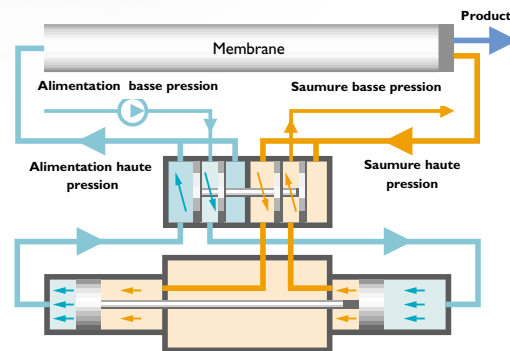 Product
Membrane
Alimentation basse pression
Saumure basse pression
Alimentation haute
pression
Saumure haute
pression